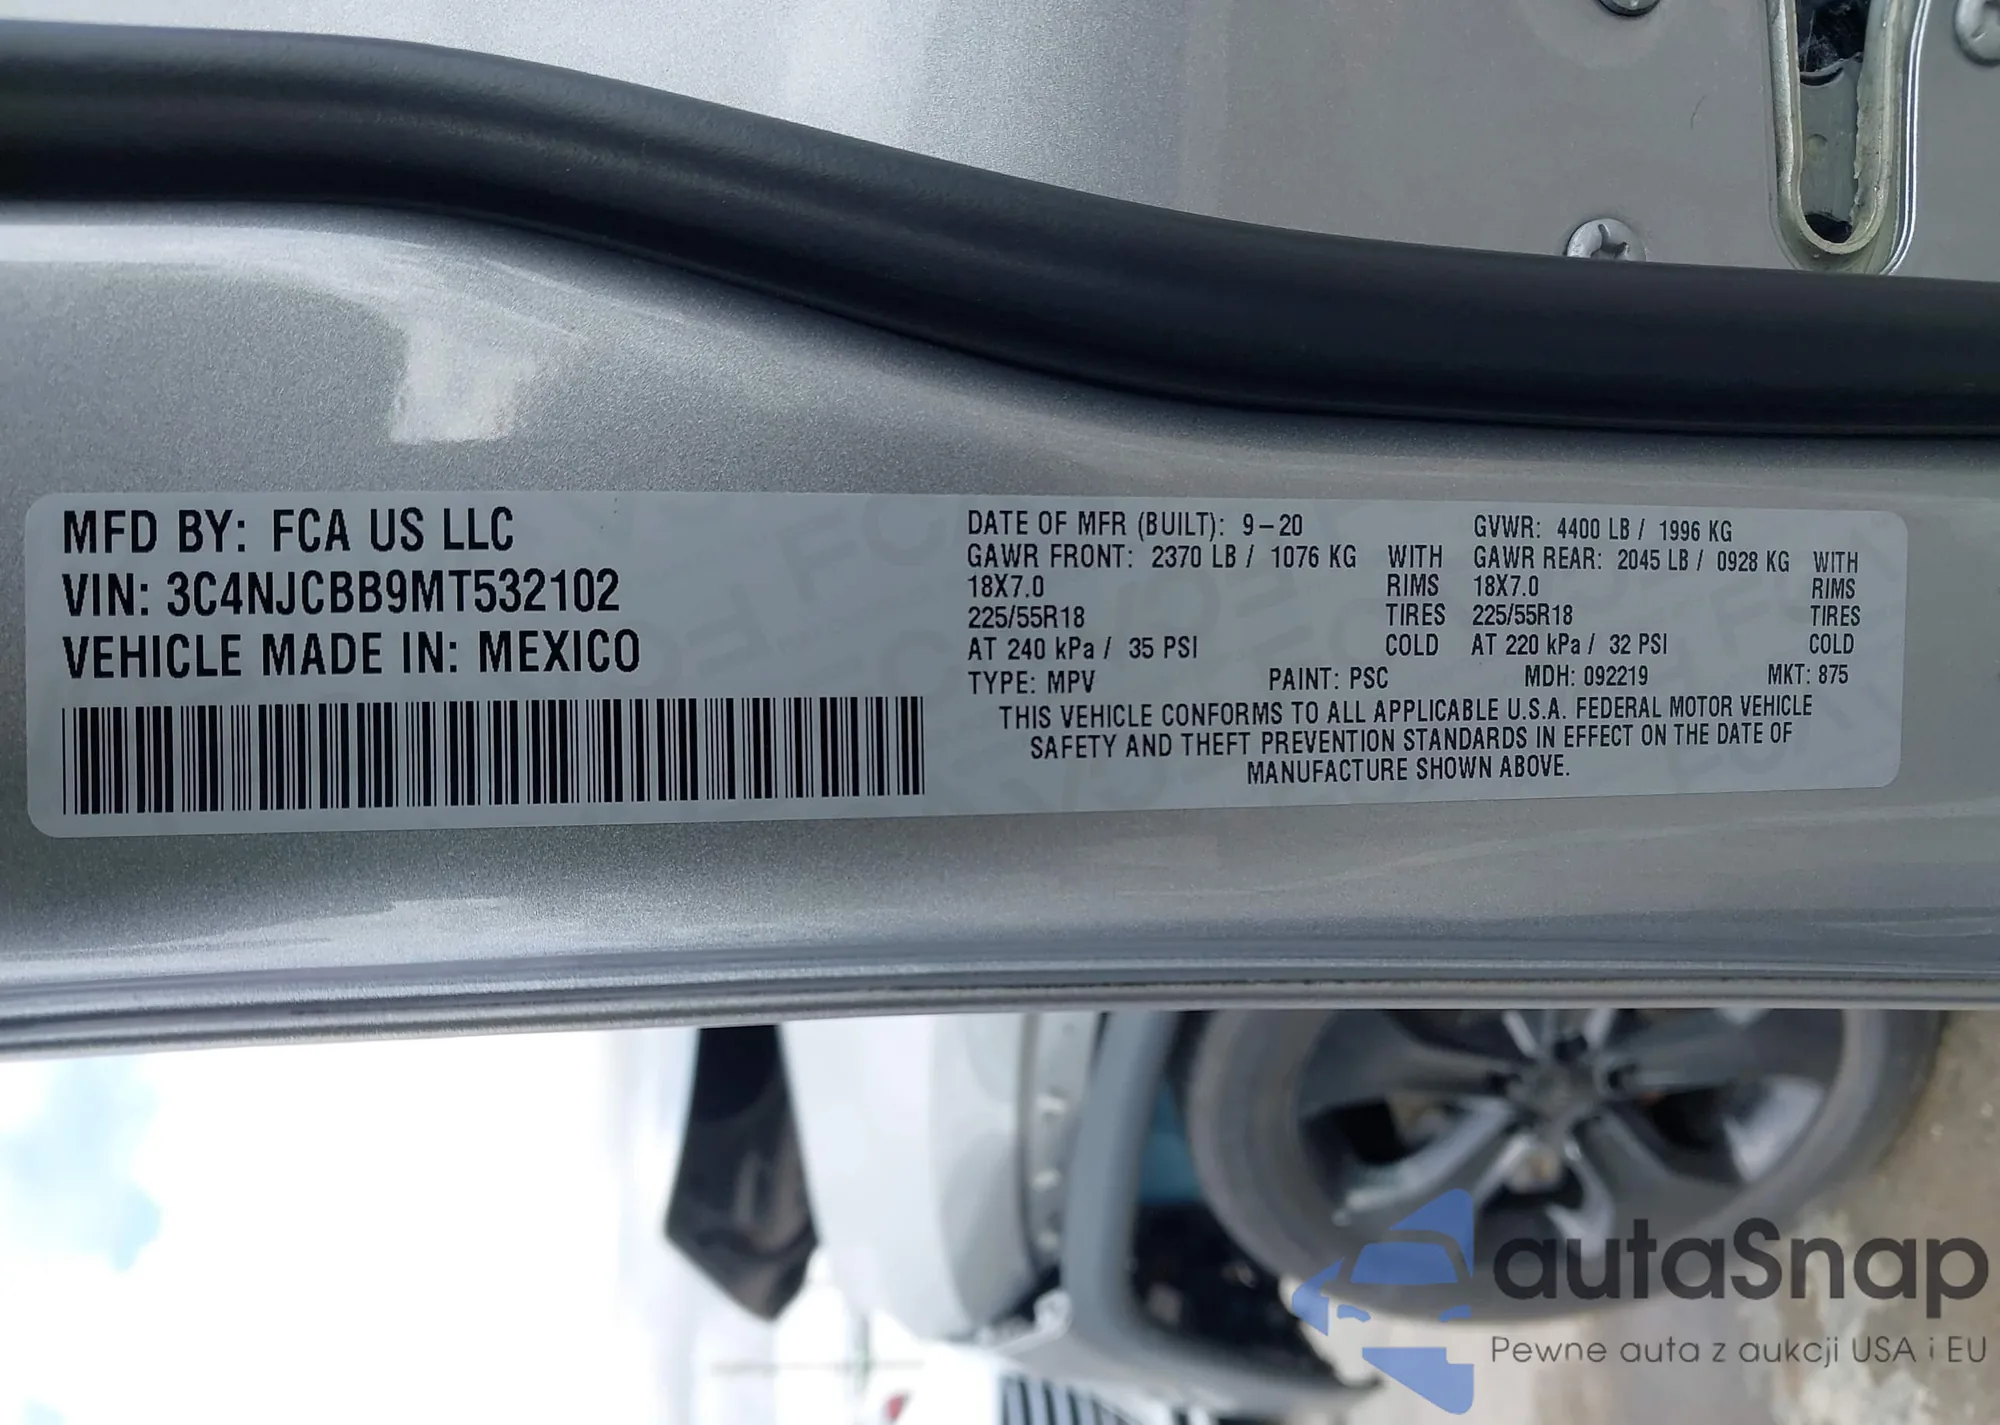 MFD BY: FCA US LLC
VIN: 3C4NJCBB9MT532102
VEHICLE MADE IN: MEXICO
DATE OF MFR (BUILT): 9-20 GVWR: 4400 LB / 1996 KG
GAWR FRONT: 2370 LB / 1076 KG WITH GAWR REAR: 2045 LB / 0928 KG WITH
18X7.0 RIMS 18X7.0 RIMS
225/55R18 TIRES 225/55R18 TIRES
AT 240 kPa / 35 PSI COLD AT 220 kPa / 32 PSI COLD
TYPE: MPV PAINT: PSC MDH: 092219 MKT: 875
THIS VEHICLE CONFORMS TO ALL APPLICABLE U.S.A. FEDERAL MOTOR VEHICLE
SAFETY AND THEFT PREVENTION STANDARDS IN EFFECT ON THE DATE OF
MANUFACTURE SHOWN ABOVE.
autaSnap
Pewne auta z aukcji USA i EU